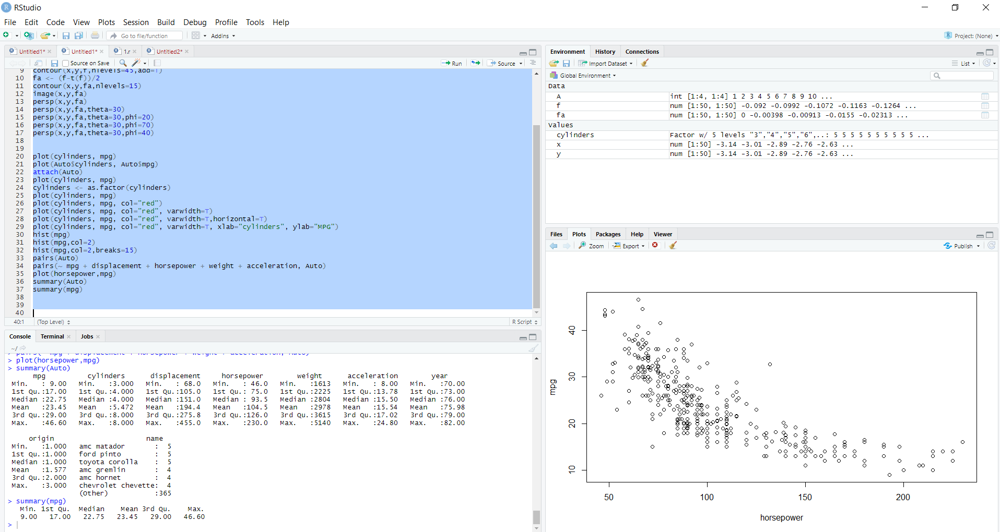 RStudio
File Edit Code View Plots Session Build Debug Profile Tools Help
Go to file/function Addins Project: (None)
Untitled1* Untitled1* 1.r Untitled2*
Source on Save Run Source
9 contour(x,y,f,nlevels=45,add=T)
10 fa <- (f-t(f))/2
11 contour(x,y,fa,nlevels=15)
12 image(x,y,fa)
13 persp(x,y,fa)
14 persp(x,y,fa,theta=30)
15 persp(x,y,fa,theta=30,phi=20)
16 persp(x,y,fa,theta=30,phi=70)
17 persp(x,y,fa,theta=30,phi=40)
18
19
20 plot(cylinders, mpg)
21 plot(Auto$cylinders, Auto$mpg)
22 attach(Auto)
23 plot(cylinders, mpg)
24 cylinders <- as.factor(cylinders)
25 plot(cylinders, mpg)
26 plot(cylinders, mpg, col="red")
27 plot(cylinders, mpg, col="red", varwidth=T)
28 plot(cylinders, mpg, col="red", varwidth=T,horizontal=T)
29 plot(cylinders, mpg, col="red", varwidth=T, xlab="cylinders", ylab="MPG")
30 hist(mpg)
31 hist(mpg,col=2)
32 hist(mpg,col=2,breaks=15)
33 pairs(Auto)
34 pairs(~ mpg + displacement + horsepower + weight + acceleration, Auto)
35 plot(horsepower,mpg)
36 summary(Auto)
37 summary(mpg)
38
39
40
40:1 (Top Level) R Script
Console Terminal Jobs
~/
> pairs(~ mpg + displacement + horsepower + weight + acceleration, Auto)
> plot(horsepower,mpg)
> summary(Auto)
mpg cylinders displacement horsepower weight acceleration year
Min. : 9.00 Min. :3.000 Min. : 68.0 Min. : 46.0 Min. :1613 Min. : 8.00 Min. :70.00
1st Qu.:17.00 1st Qu.:4.000 1st Qu.:105.0 1st Qu.: 75.0 1st Qu.:2225 1st Qu.:13.78 1st Qu.:73.00
Median :22.75 Median :4.000 Median :151.0 Median : 93.5 Median :2804 Median :15.50 Median :76.00
Mean :23.45 Mean :5.472 Mean :194.4 Mean :104.5 Mean :2978 Mean :15.54 Mean :75.98
3rd Qu.:29.00 3rd Qu.:8.000 3rd Qu.:275.8 3rd Qu.:126.0 3rd Qu.:3615 3rd Qu.:17.02 3rd Qu.:79.00
Max. :46.60 Max. :8.000 Max. :455.0 Max. :230.0 Max. :5140 Max. :24.80 Max. :82.00
origin name
Min. :1.000 amc matador : 5
1st Qu.:1.000 ford pinto : 5
Median :1.000 toyota corolla : 5
Mean :1.577 amc gremlin : 4
3rd Qu.:2.000 amc hornet : 4
Max. :3.000 chevrolet chevette: 4
(Other) :365
> summary(mpg)
Min. 1st Qu. Median Mean 3rd Qu. Max.
9.00 17.00 22.75 23.45 29.00 46.60
>
Environment History Connections
Import Dataset List
Global Environment
Data
A int [1:4, 1:4] 1 2 3 4 5 6 7 8 9 10 ...
f num [1:50, 1:50] -0.092 -0.0992 -0.1072 -0.1163 -0.1264 ...
fa num [1:50, 1:50] 0 -0.00398 -0.00913 -0.0155 -0.02313 ...
Values
cylinders Factor w/ 5 levels "3","4","5","6",..: 5 5 5 5 5 5 5 5 5 5 ...
x num [1:50] -3.14 -3.01 -2.89 -2.76 -2.63 ...
y num [1:50] -3.14 -3.01 -2.89 -2.76 -2.63 ...
Files Plots Packages Help Viewer
Zoom Export Publish
mpg
40
30
20
10
50 100 150 200
horsepower